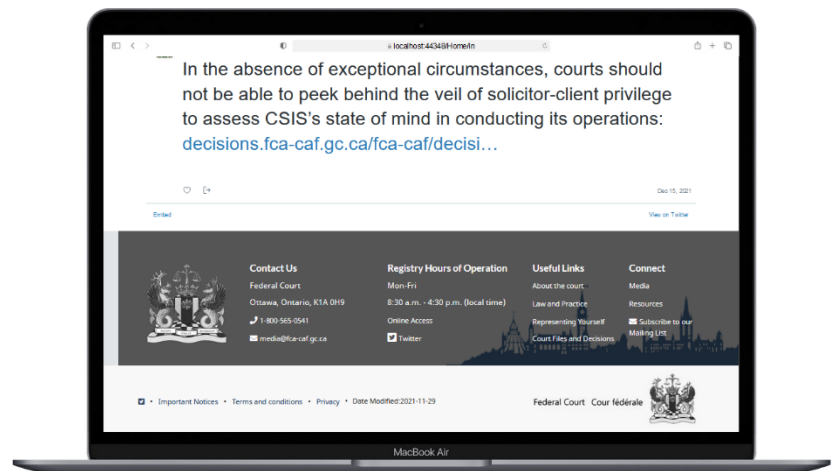 localhost:44348/Home/In
In the absence of exceptional circumstances, courts should
not be able to peek behind the veil of solicitor-client privilege
to assess CSIS's state of mind in conducting its operations:
decisions.fca-caf.gc.ca/fca-caf/decisi…
Dec 15, 2021
Embed
View on Twitter
Contact Us
Federal Court
Ottawa, Ontario, K1A 0H9
1-800-565-0541
media@fca-caf.gc.ca
Registry Hours of Operation
Mon-Fri
8:30 a.m. - 4:30 p.m. (local time)
Online Access
Twitter
Useful Links
About the court
Law and Practice
Representing Yourself
Court Files and Decisions
Connect
Media
Resources
Subscribe to our
Mailing List
• Important Notices • Terms and conditions • Privacy • Date Modified:2021-11-29
Federal Court Cour fédérale
MacBook Air